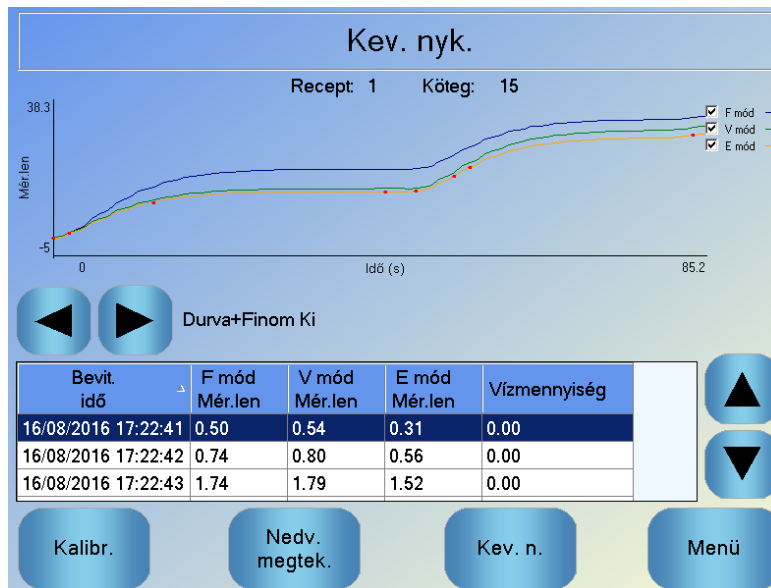 Kev. nyk.
Recept: 1 Köteg: 15
38.3
F mód
V mód
E mód
Mér.len
-5
0 Idő (s) 85.2
Durva+Finom Ki
Bevit. idő F mód Mér.len V mód Mér.len E mód Mér.len Vízmennyiség
16/08/2016 17:22:41 0.50 0.54 0.31 0.00
16/08/2016 17:22:42 0.74 0.80 0.56 0.00
16/08/2016 17:22:43 1.74 1.79 1.52 0.00
Kalibr.
Nedv. megtek.
Kev. n.
Menü